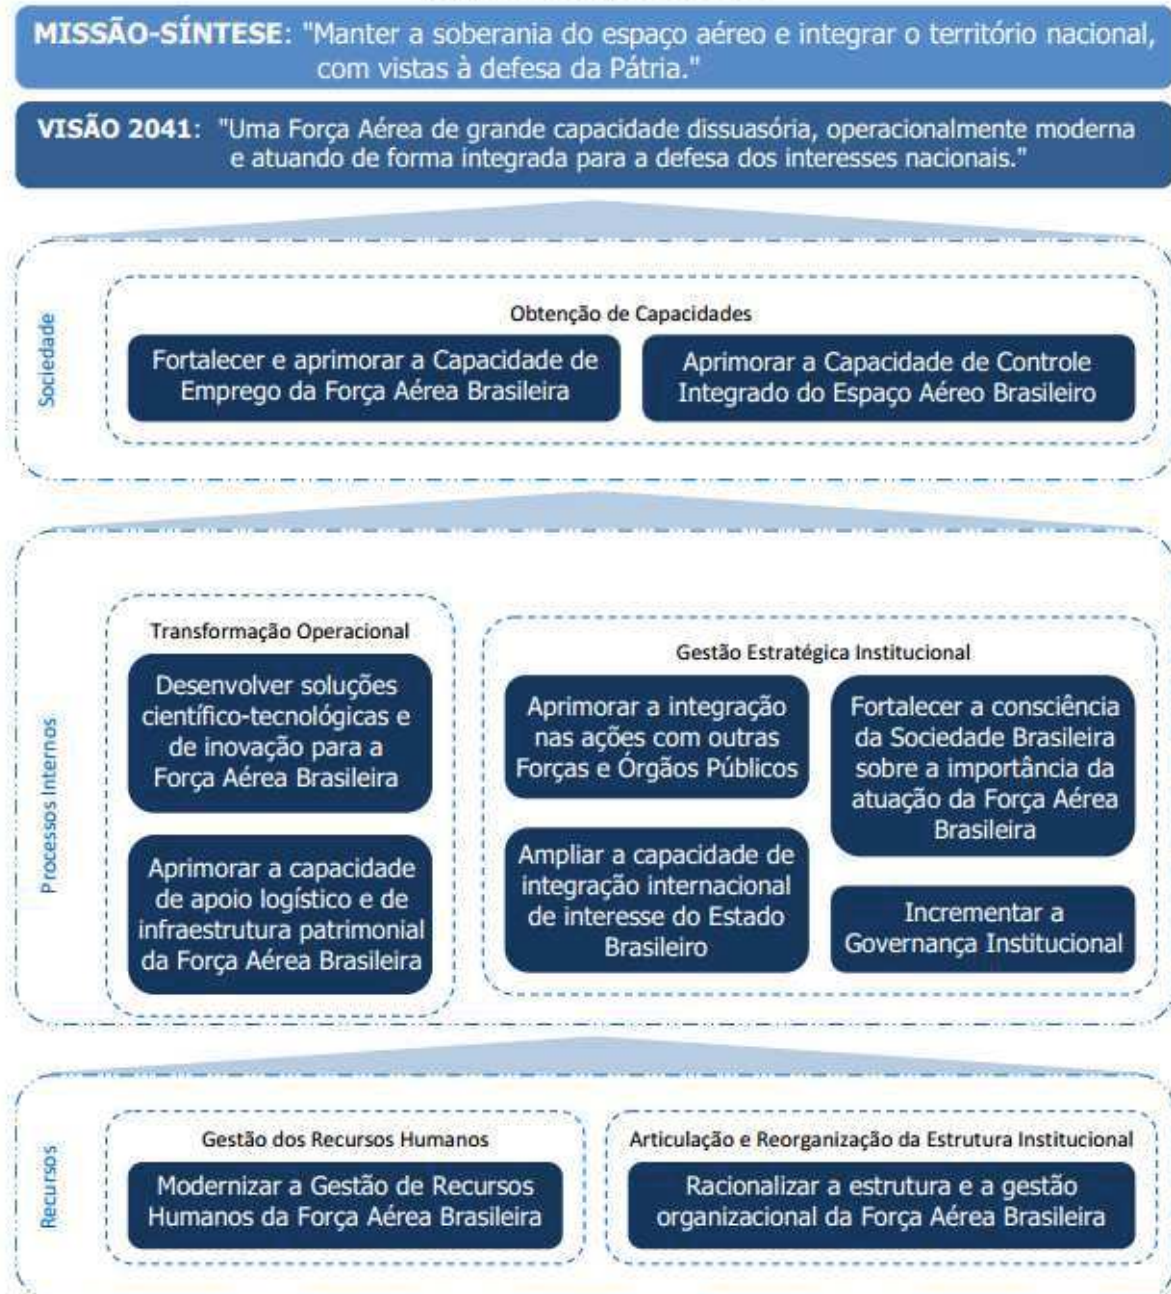 MISSÃO-SÍNTESE: "Manter a soberania do espaço aéreo e integrar o território nacional,
com vistas à defesa da Pátria."
VISÃO 2041: "Uma Força Aérea de grande capacidade dissuasória, operacionalmente moderna
e atuando de forma integrada para a defesa dos interesses nacionais."
Sociedade
Obtenção de Capacidades
Fortalecer e aprimorar a Capacidade de
Emprego da Força Aérea Brasileira
Aprimorar a Capacidade de Controle
Integrado do Espaço Aéreo Brasileiro
Processos Internos
Transformação Operacional
Desenvolver soluções
científico-tecnológicas e
de inovação para a
Força Aérea Brasileira
Aprimorar a capacidade
de apoio logístico e de
infraestrutura patrimonial
da Força Aérea Brasileira
Gestão Estratégica Institucional
Aprimorar a integração
nas ações com outras
Forças e Órgãos Públicos
Ampliar a capacidade de
integração internacional
de interesse do Estado
Brasileiro
Fortalecer a consciência
da Sociedade Brasileira
sobre a importância da
atuação da Força Aérea
Brasileira
Incrementar a
Governança Institucional
Recursos
Gestão dos Recursos Humanos
Modernizar a Gestão de Recursos
Humanos da Força Aérea Brasileira
Articulação e Reorganização da Estrutura Institucional
Racionalizar a estrutura e a gestão
organizacional da Força Aérea Brasileira